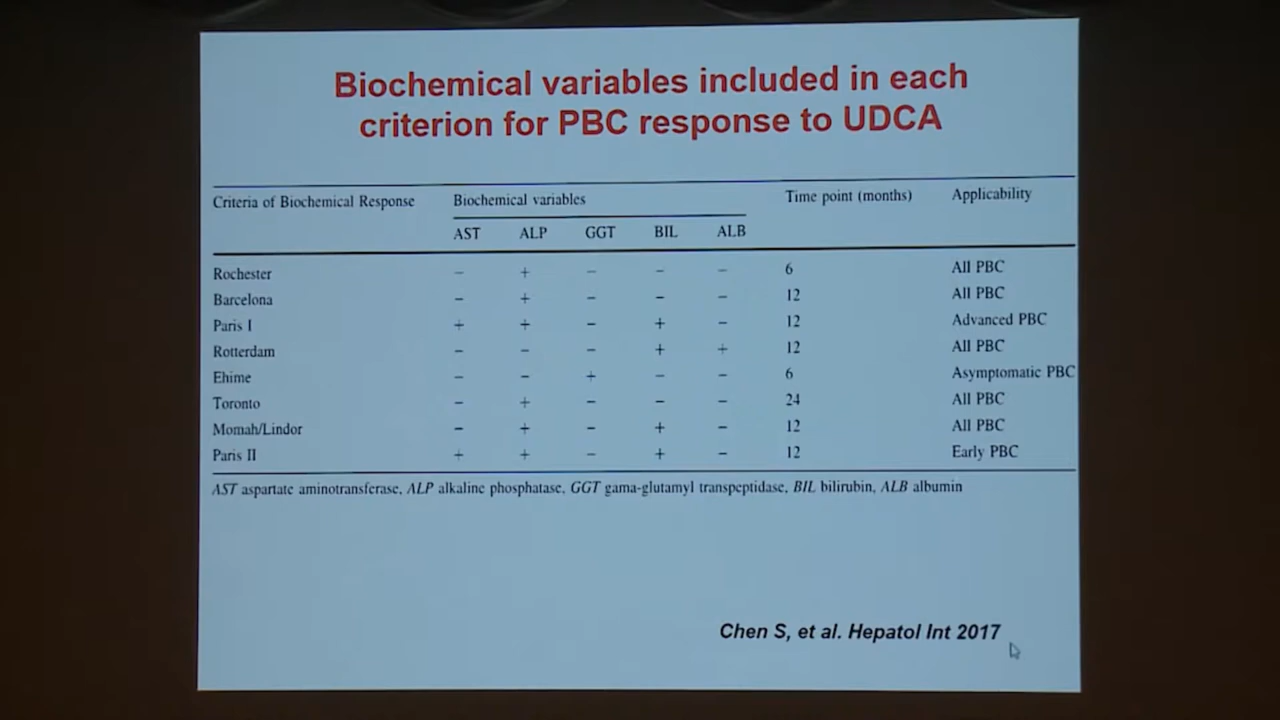 Biochemical variables included in each
criterion for PBC response to UDCA
Criteria of Biochemical Response Biochemical variables Time point (months) Applicability
AST ALP GGT BIL ALB
Rochester − + − − − 6 All PBC
Barcelona − + − − − 12 All PBC
Paris I + + − + − 12 Advanced PBC
Rotterdam − − − + + 12 All PBC
Ehime − − + − − 6 Asymptomatic PBC
Toronto − + − − − 24 All PBC
Momah/Lindor − + − + − 12 All PBC
Paris II + + − + − 12 Early PBC
AST aspartate aminotransferase, ALP alkaline phosphatase, GGT gama-glutamyl transpeptidase, BIL bilirubin, ALB albumin
Chen S, et al. Hepatol Int 2017